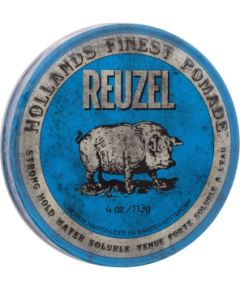 HOLLANDS FINEST POMADE
REUZEL
4 oz./113g
STRONG HOLD WATER SOLUBLE TENUE FORTE SOLUBLE A L'EAU